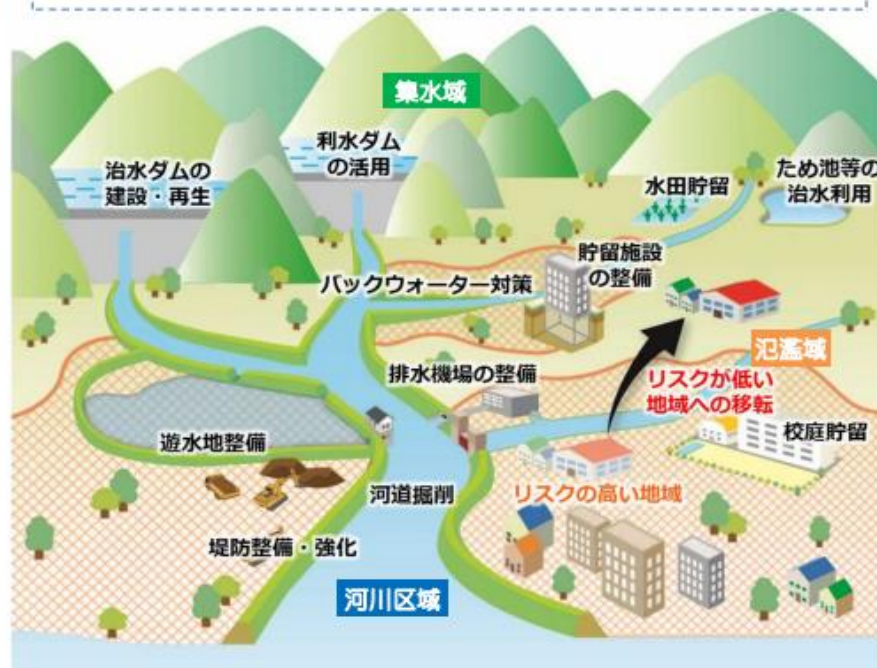 集水域
利水ダム
の活用
治水ダムの
建設・再生
水田貯留
ため池等の
治水利用
貯留施設
の整備
バックウォーター対策
氾濫域
排水機場の整備
リスクが低い
地域への移転
校庭貯留
遊水地整備
河道掘削
リスクの高い地域
堤防整備・強化
河川区域